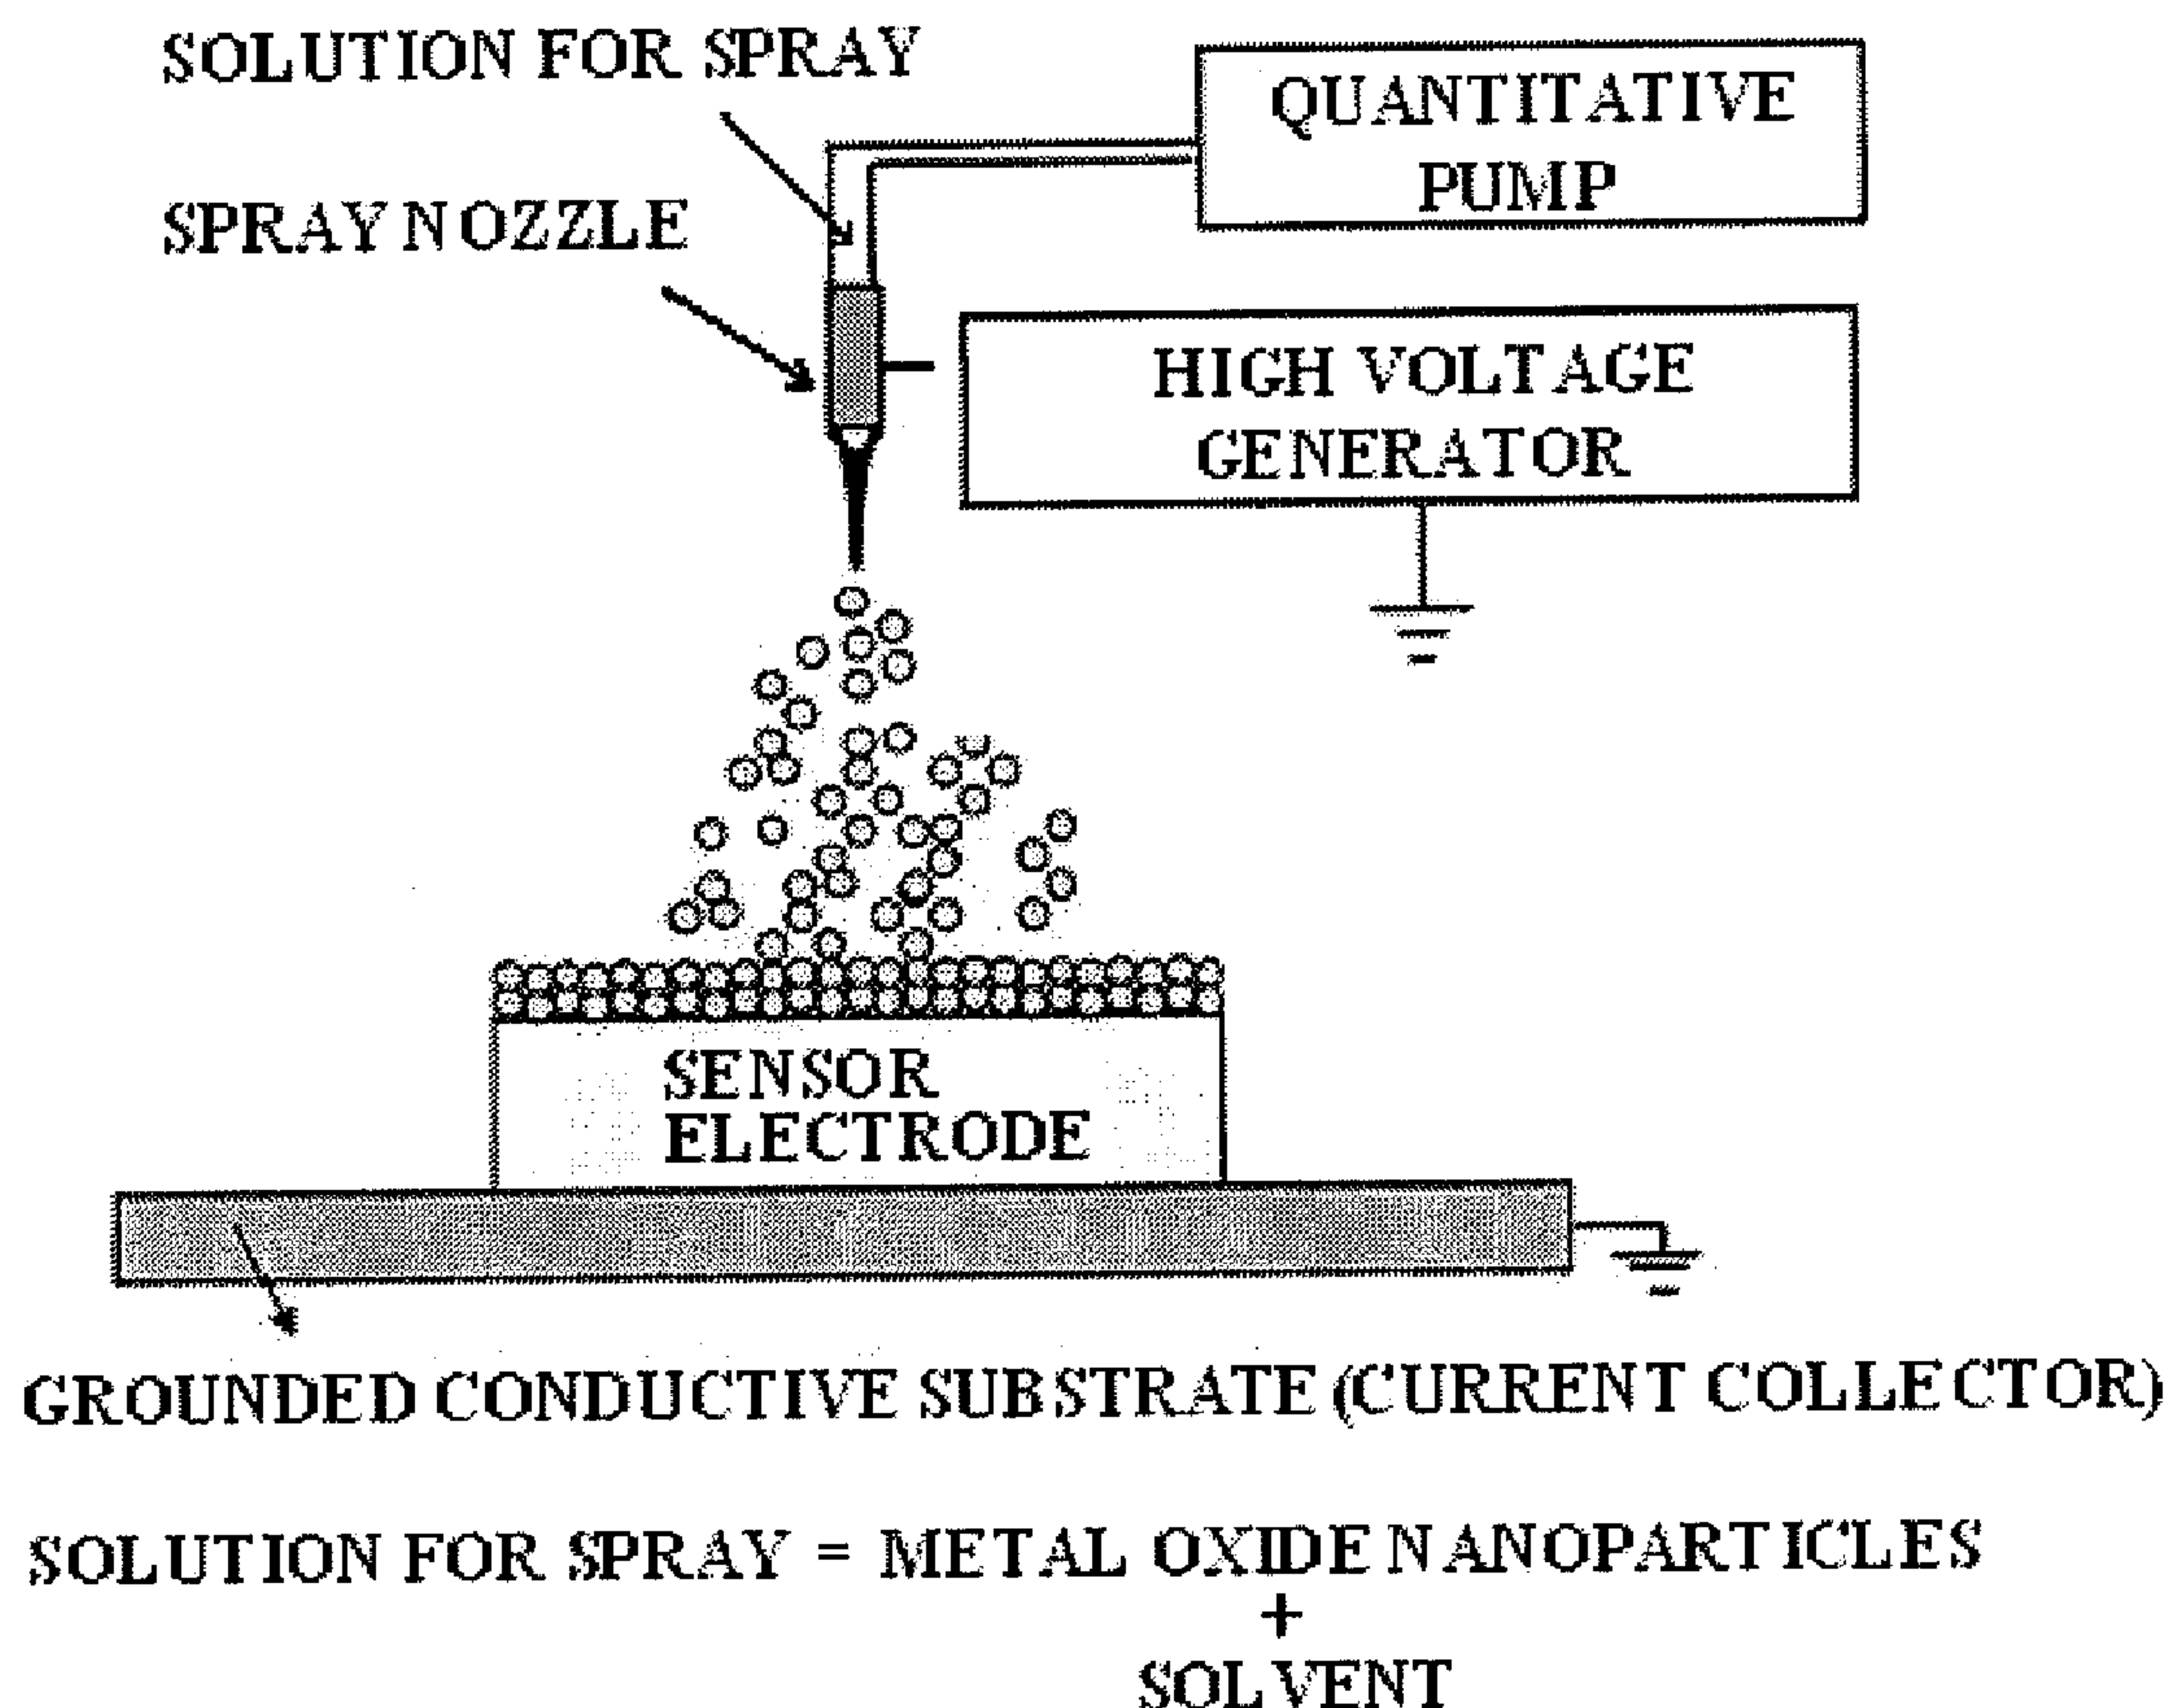 SOLUTION FOR SPRAY
QUANTITATIVE
PUMP
SPRAY NOZZLE
HIGH VOLTAGE
GENERATOR
SENSOR
ELECTRODE
GROUNDED CONDUCTIVE SUBSTRATE (CURRENT COLLECTOR)
SOLUTION FOR SPRAY = METAL OXIDE NANOPARTICLES
+
SOLVENT